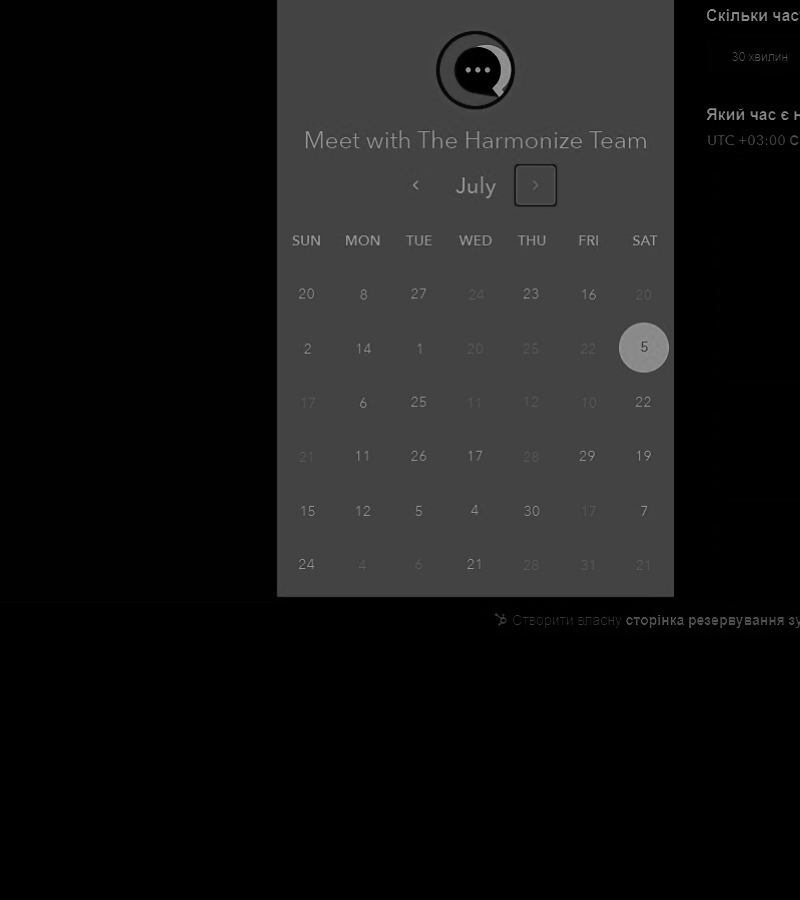 Скільки час
30 хвилин
Який час є н
UTC +03:00 С
Meet with The Harmonize Team
July
SUN MON TUE WED THU FRI SAT
20 8 27 24 23 16 20
2 14 1 20 25 22 5
17 6 25 11 12 10 22
21 11 26 17 28 29 19
15 12 5 4 30 17 7
24 4 6 21 28 31 21
Створити власну сторінка резервування зу